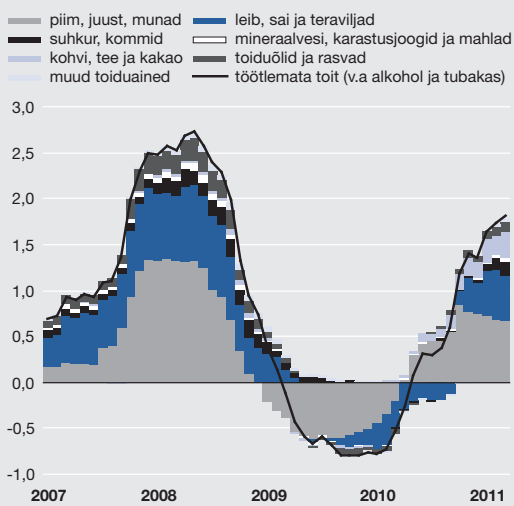 piim, juust, munad
leib, sai ja teraviljad
suhkur, kommid
mineraalvesi, karastusjoogid ja mahlad
kohvi, tee ja kakao
toiduõlid ja rasvad
muud toiduained
töötlemata toit (v.a alkohol ja tubakas)
3,0
2,5
2,0
1,5
1,0
0,5
0,0
-0,5
-1,0
2007 2008 2009 2010 2011